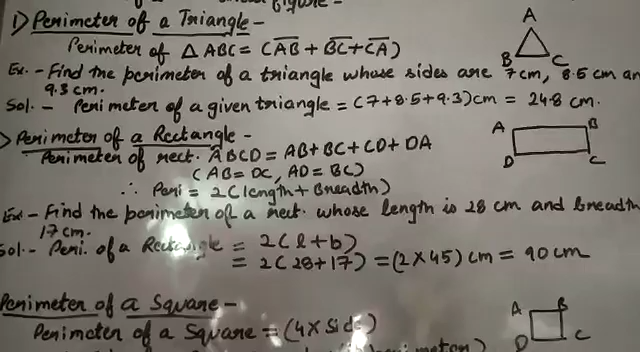 figure -
1) Perimeter of a Triangle -
Perimeter of △ ABC = (AB + BC + CA)
A
B C
Ex. - Find the perimeter of a triangle whose sides are 7 cm, 8.5 cm an
9.3 cm.
Sol. - Perimeter of a given triangle = (7+8.5+9.3) cm = 24.8 cm.
) Perimeter of a Rectangle -
Perimeter of rect. ABCD = AB + BC + CD + DA
(AB = DC, AD = BC)
A B
D C
∴ Peri = 2(length + Breadth)
Ex - Find the perimeter of a rect. whose length is 28 cm and breadth
17 cm.
Sol. - Peri. of a Rectangle = 2(l+b)
= 2(28+17) = (2×45) cm = 90 cm
Perimeter of a Square -
Perimeter of a Square = (4 × Side)
A B
D C